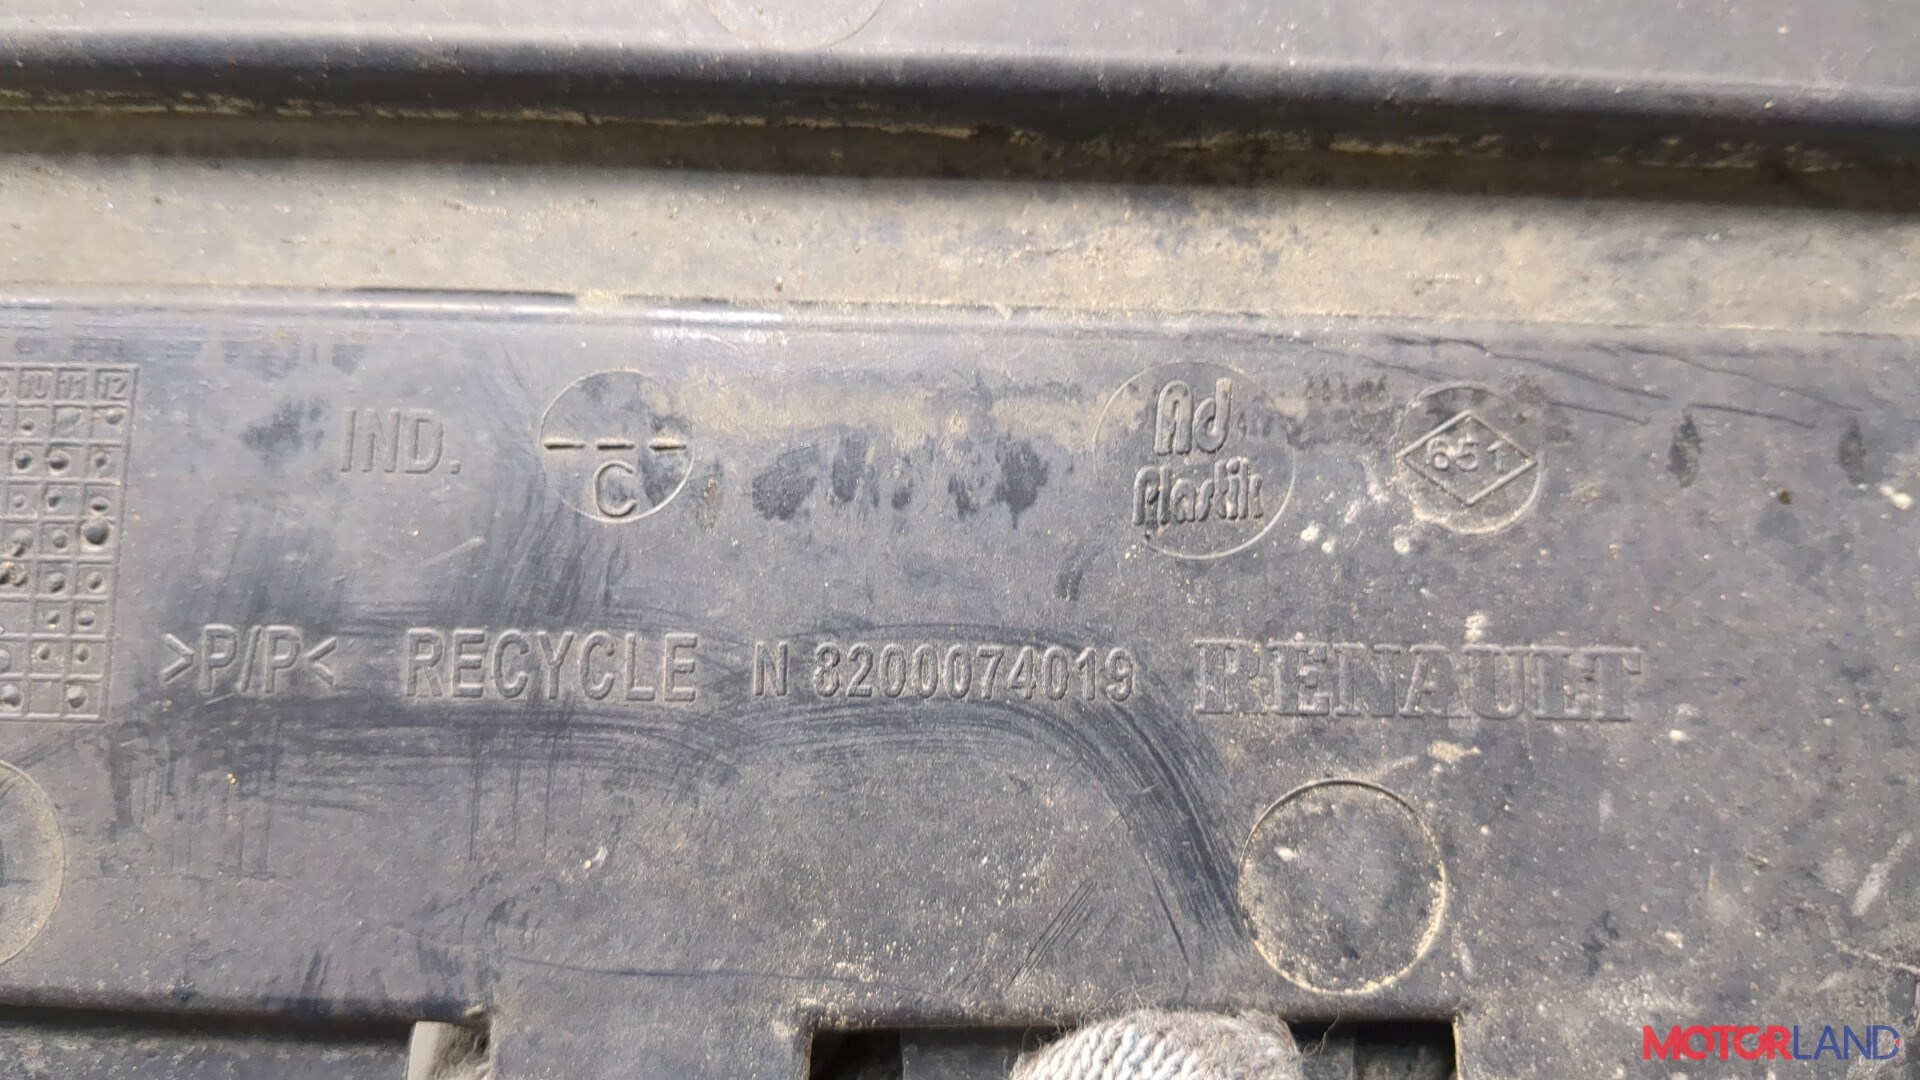 10 11 12
IND.
C
Ad
Plastik
651
>P/P< RECYCLE N 8200074019 RENAULT
MOTORLAND